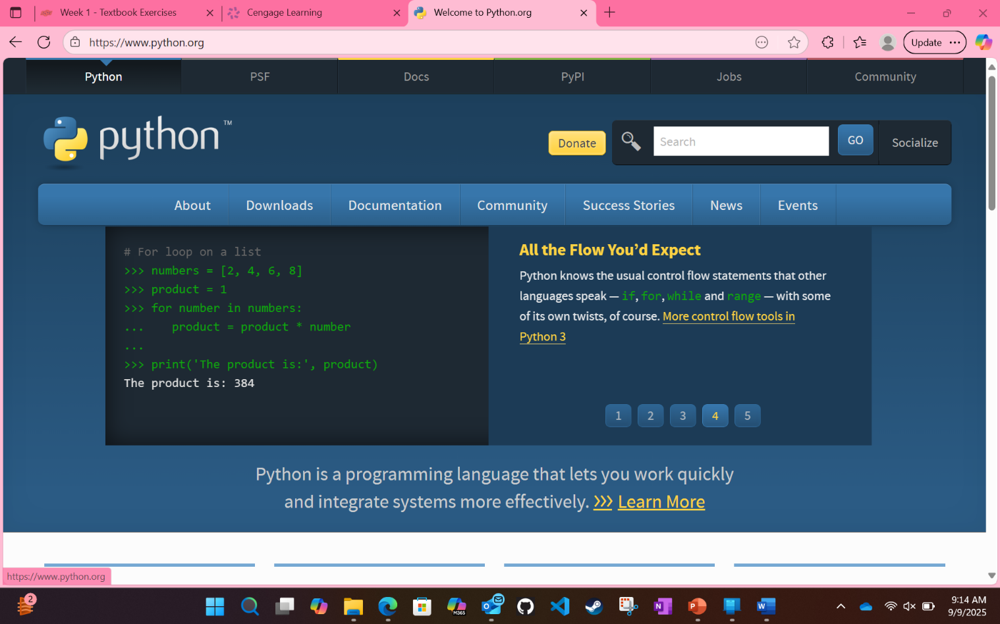 Week 1 - Textbook Exercises
Cengage Learning
Welcome to Python.org
https://www.python.org
Update
Python
PSF
Docs
PyPI
Jobs
Community
python™
Donate
Search
GO
Socialize
About
Downloads
Documentation
Community
Success Stories
News
Events
# For loop on a list
>>> numbers = [2, 4, 6, 8]
>>> product = 1
>>> for number in numbers:
...    product = product * number
...
>>> print('The product is:', product)
The product is: 384
All the Flow You’d Expect
Python knows the usual control flow statements that other
languages speak — if, for, while and range — with some
of its own twists, of course. More control flow tools in
Python 3
1
2
3
4
5
Python is a programming language that lets you work quickly
and integrate systems more effectively. >>> Learn More
https://www.python.org
2
M365
O
N
P
W
9:14 AM
9/9/2025